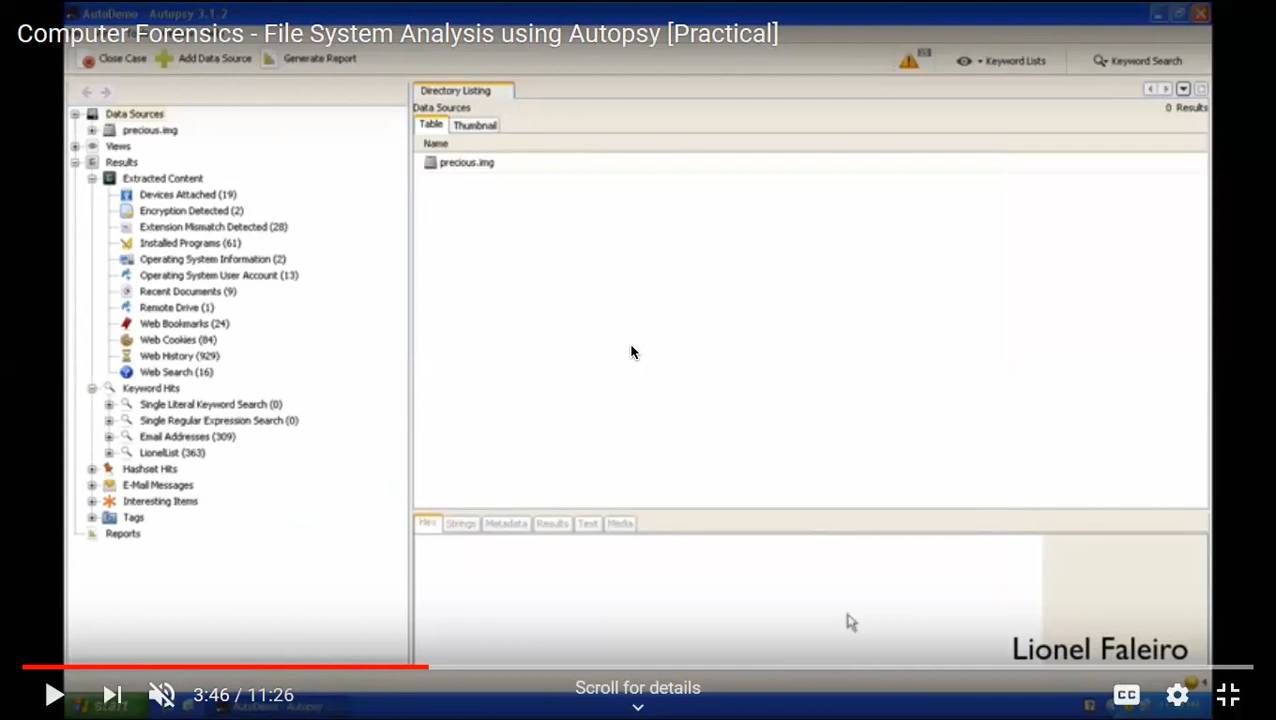 AutoDemo - Autopsy 3.1.2
Computer Forensics - File System Analysis using Autopsy [Practical]
Close Case
Add Data Source
Generate Report
Keyword Lists
Keyword Search
Data Sources
precious.img
Views
Results
Extracted Content
Devices Attached (19)
Encryption Detected (2)
Extension Mismatch Detected (28)
Installed Programs (61)
Operating System Information (2)
Operating System User Account (13)
Recent Documents (9)
Remote Drive (1)
Web Bookmarks (24)
Web Cookies (84)
Web History (929)
Web Search (16)
Keyword Hits
Single Literal Keyword Search (0)
Single Regular Expression Search (0)
Email Addresses (309)
LionelList (363)
Hashset Hits
E-Mail Messages
Interesting Items
Tags
Reports
Directory Listing
Data Sources
0 Results
Table Thumbnail
Name
precious.img
Hex Strings Metadata Results Text Media
Lionel Faleiro
3:46 / 11:26
Scroll for details
CC
start
AutoDemo - Autopsy